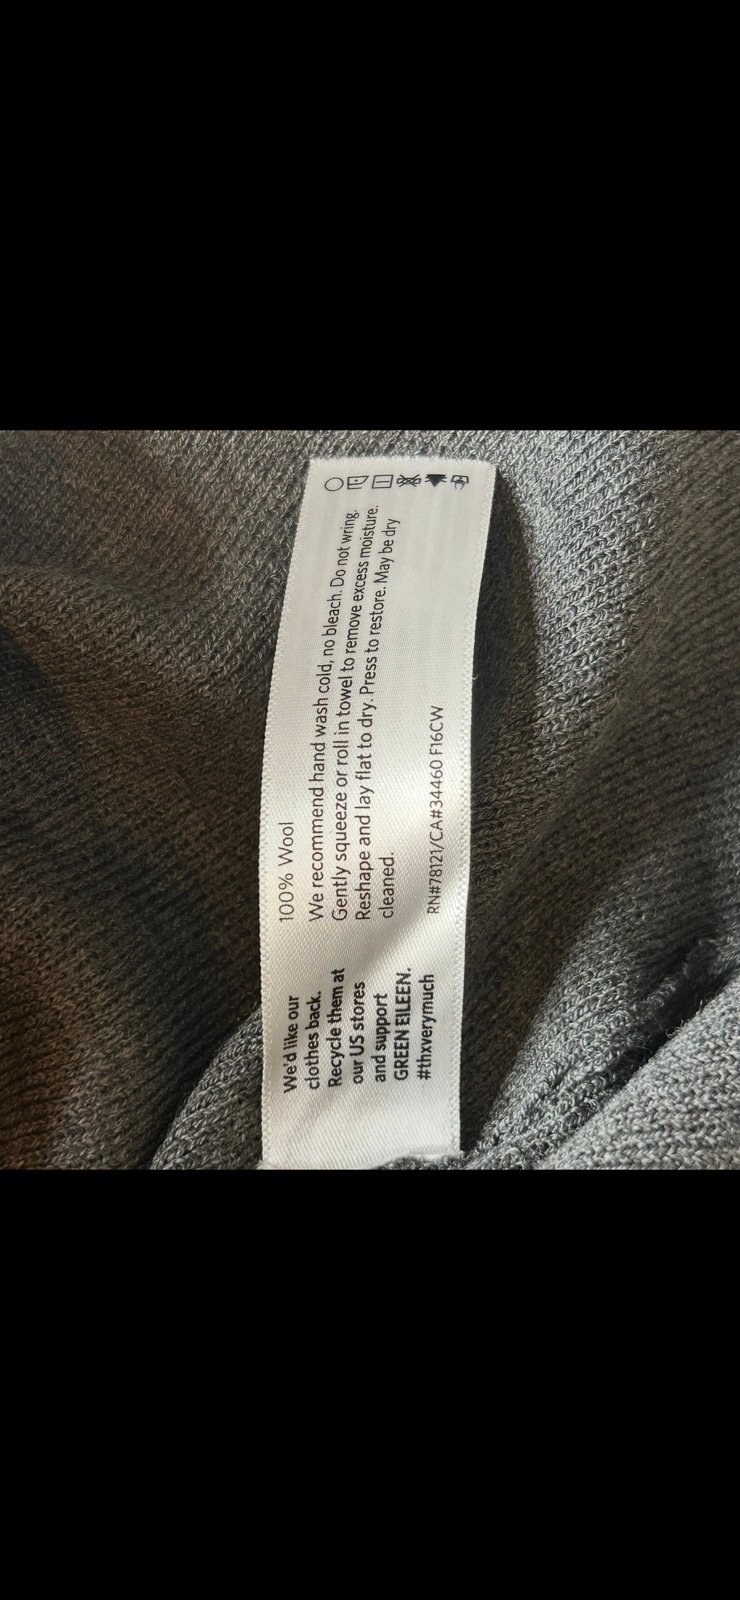 100% Wool
We recommend hand wash cold, no bleach. Do not wring.
Gently squeeze or roll in towel to remove excess moisture.
Reshape and lay flat to dry. Press to restore. May be dry
cleaned.
RN#78121/CA#34460 F16CW
We'd like our
clothes back.
Recycle them at
our US stores
and support
GREEN EILEEN.
#thxverymuch